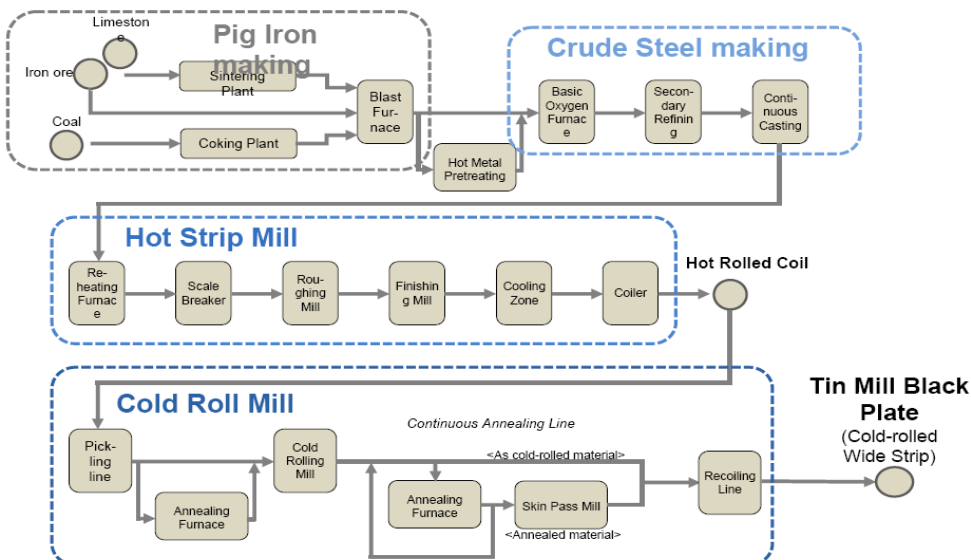 Limeston
e
Pig Iron
making
Crude Steel making
Iron ore
Sintering
Plant
Blast
Fur-
nace
Basic
Oxygen
Furnac
e
Secon-
dary
Refinin
g
Conti-
nuous
Casting
Coal
Coking Plant
Hot Metal
Pretreating
Hot Strip Mill
Hot Rolled Coil
Re-
heating
Furnac
e
Scale
Breaker
Rou-
ghing
Mill
Finishin
g Mill
Cooling
Zone
Coiler
Cold Roll Mill
Tin Mill Black
Plate
(Cold-rolled
Wide Strip)
Continuous Annealing Line
Pick-
ling
line
Cold
Rolling
Mill
<As cold-rolled material>
Recoiling
Line
Annealing
Furnace
Annealing
Furnace
Skin Pass Mill
<Annealed material>